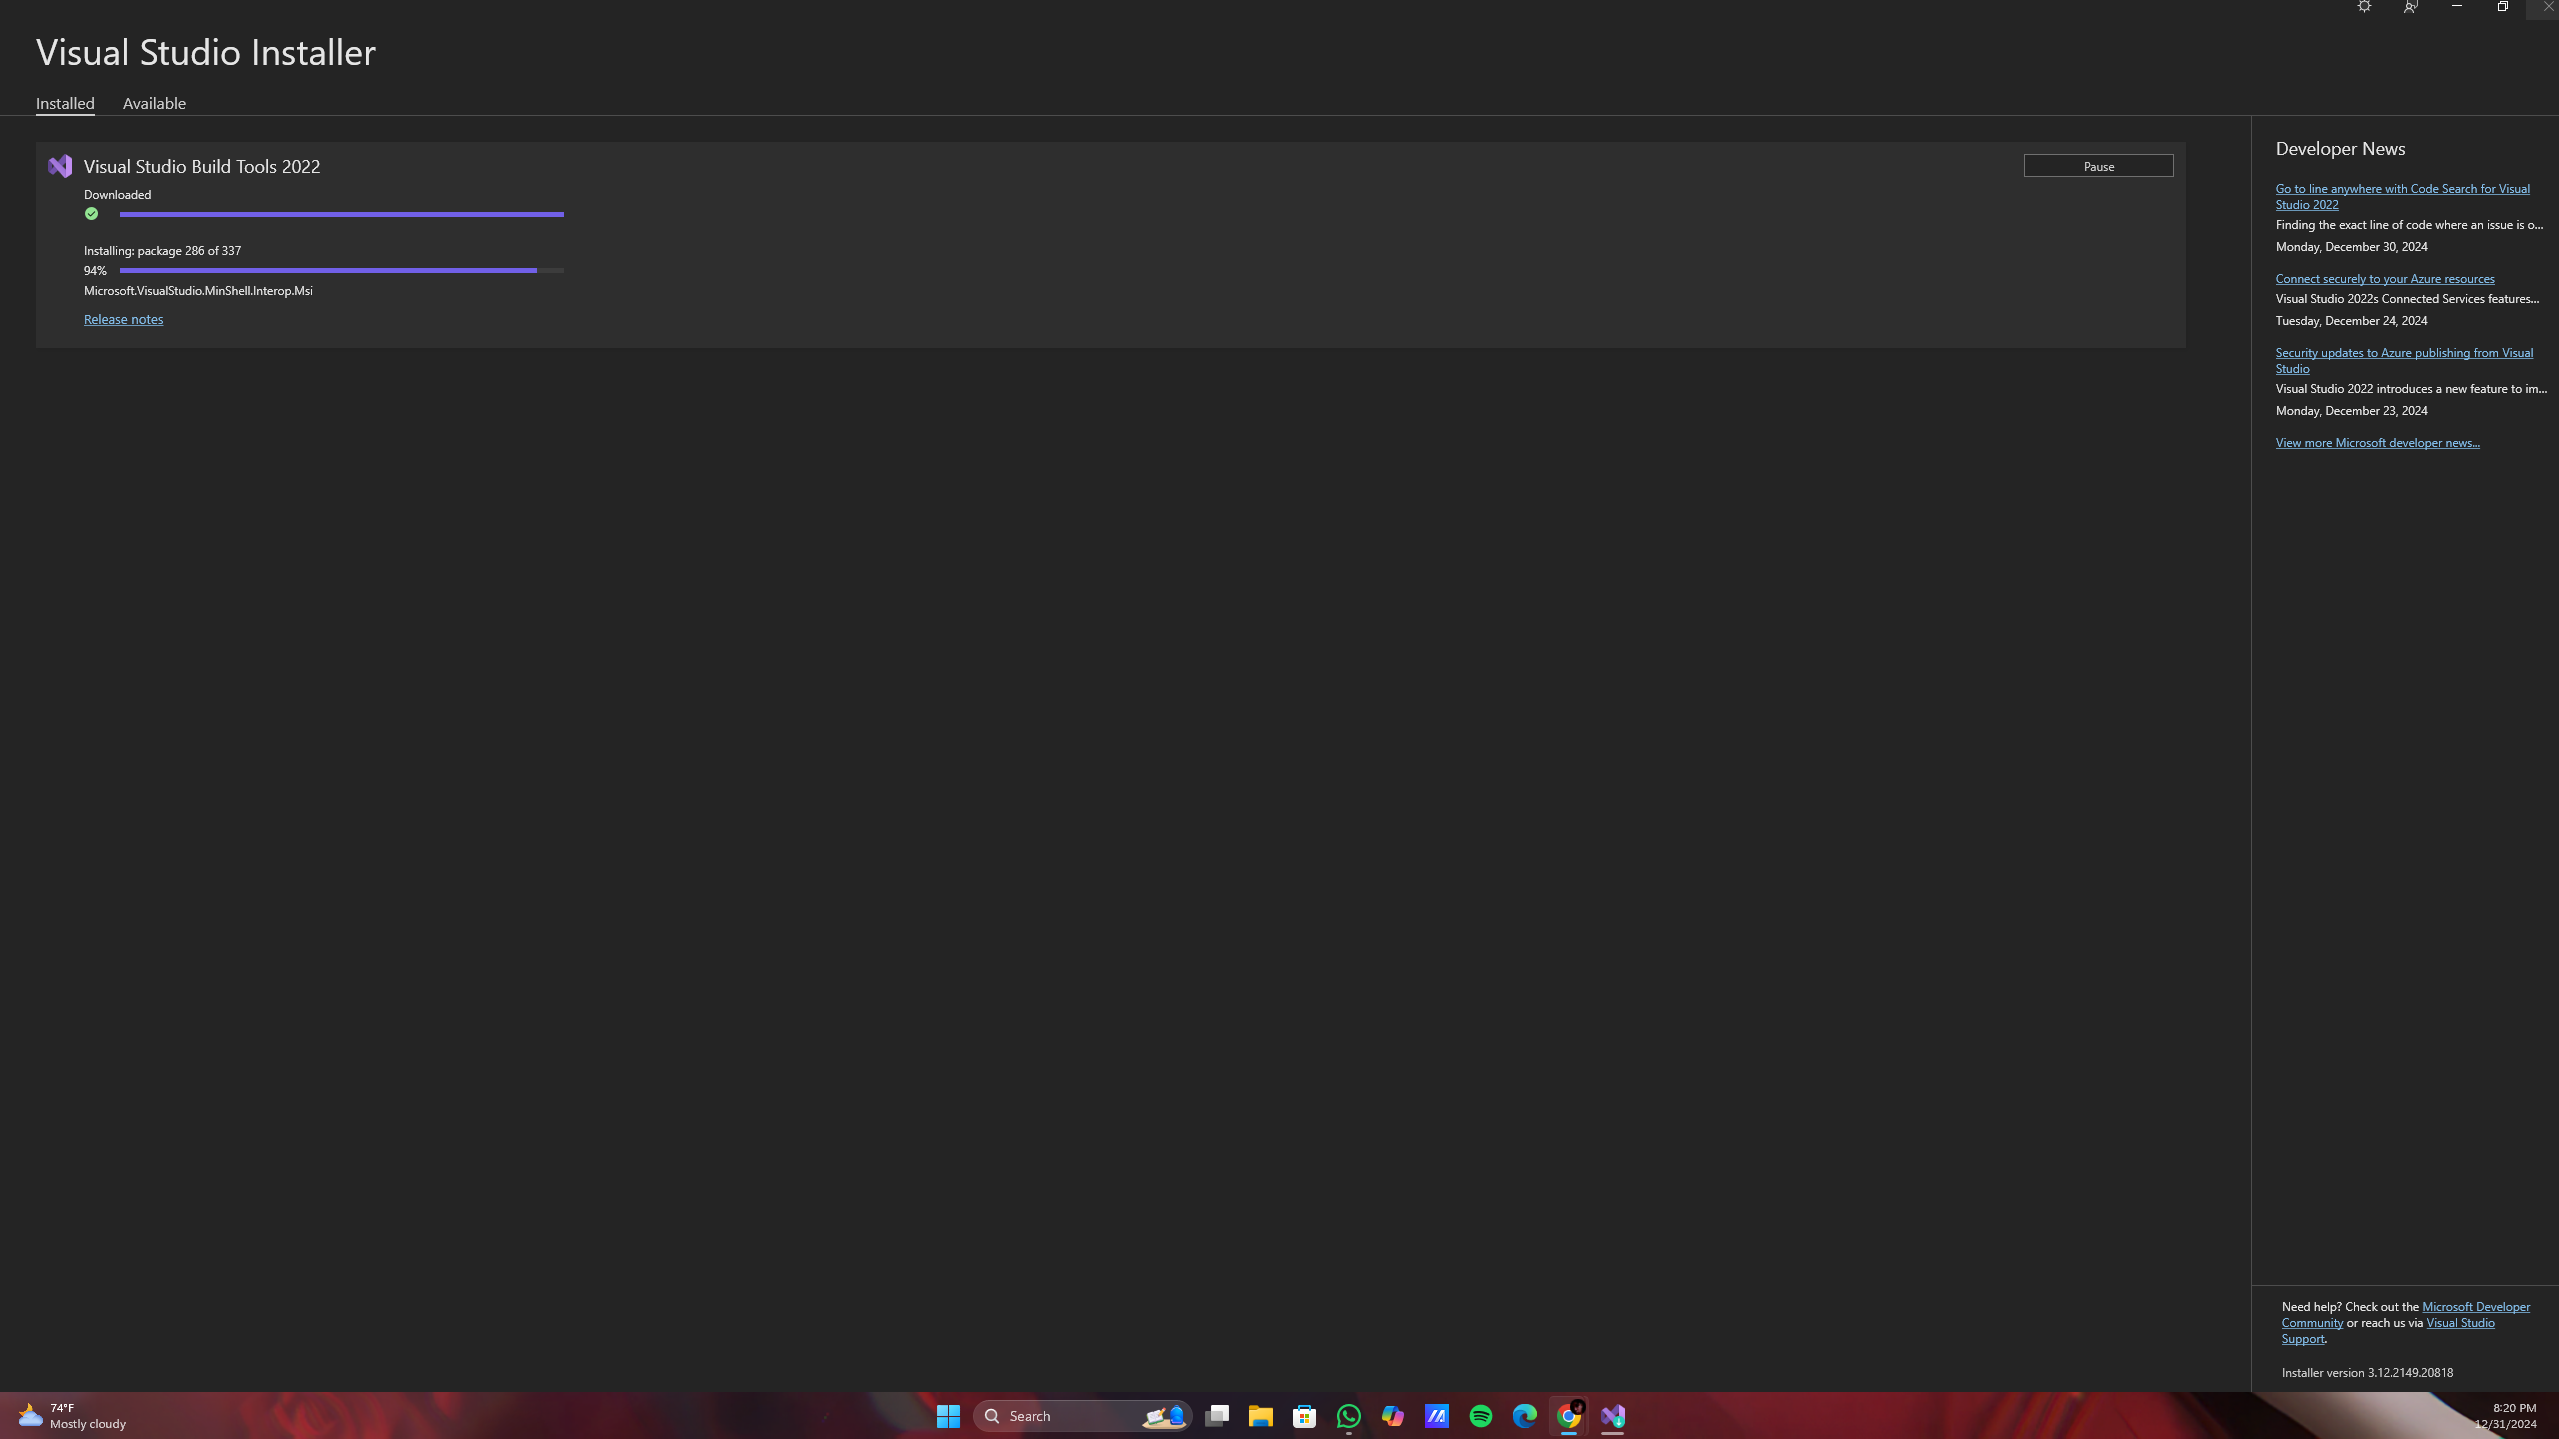 Visual Studio Installer
Installed
Available
Visual Studio Build Tools 2022
Pause
Downloaded
Installing: package 286 of 337
94%
Microsoft.VisualStudio.MinShell.Interop.Msi
Release notes
Developer News
Go to line anywhere with Code Search for Visual
Studio 2022
Finding the exact line of code where an issue is o...
Monday, December 30, 2024
Connect securely to your Azure resources
Visual Studio 2022s Connected Services features...
Tuesday, December 24, 2024
Security updates to Azure publishing from Visual
Studio
Visual Studio 2022 introduces a new feature to im...
Monday, December 23, 2024
View more Microsoft developer news...
Need help? Check out the Microsoft Developer
Community or reach us via Visual Studio
Support.
Installer version 3.12.2149.20818
74°F
Mostly cloudy
Search
8:20 PM
12/31/2024